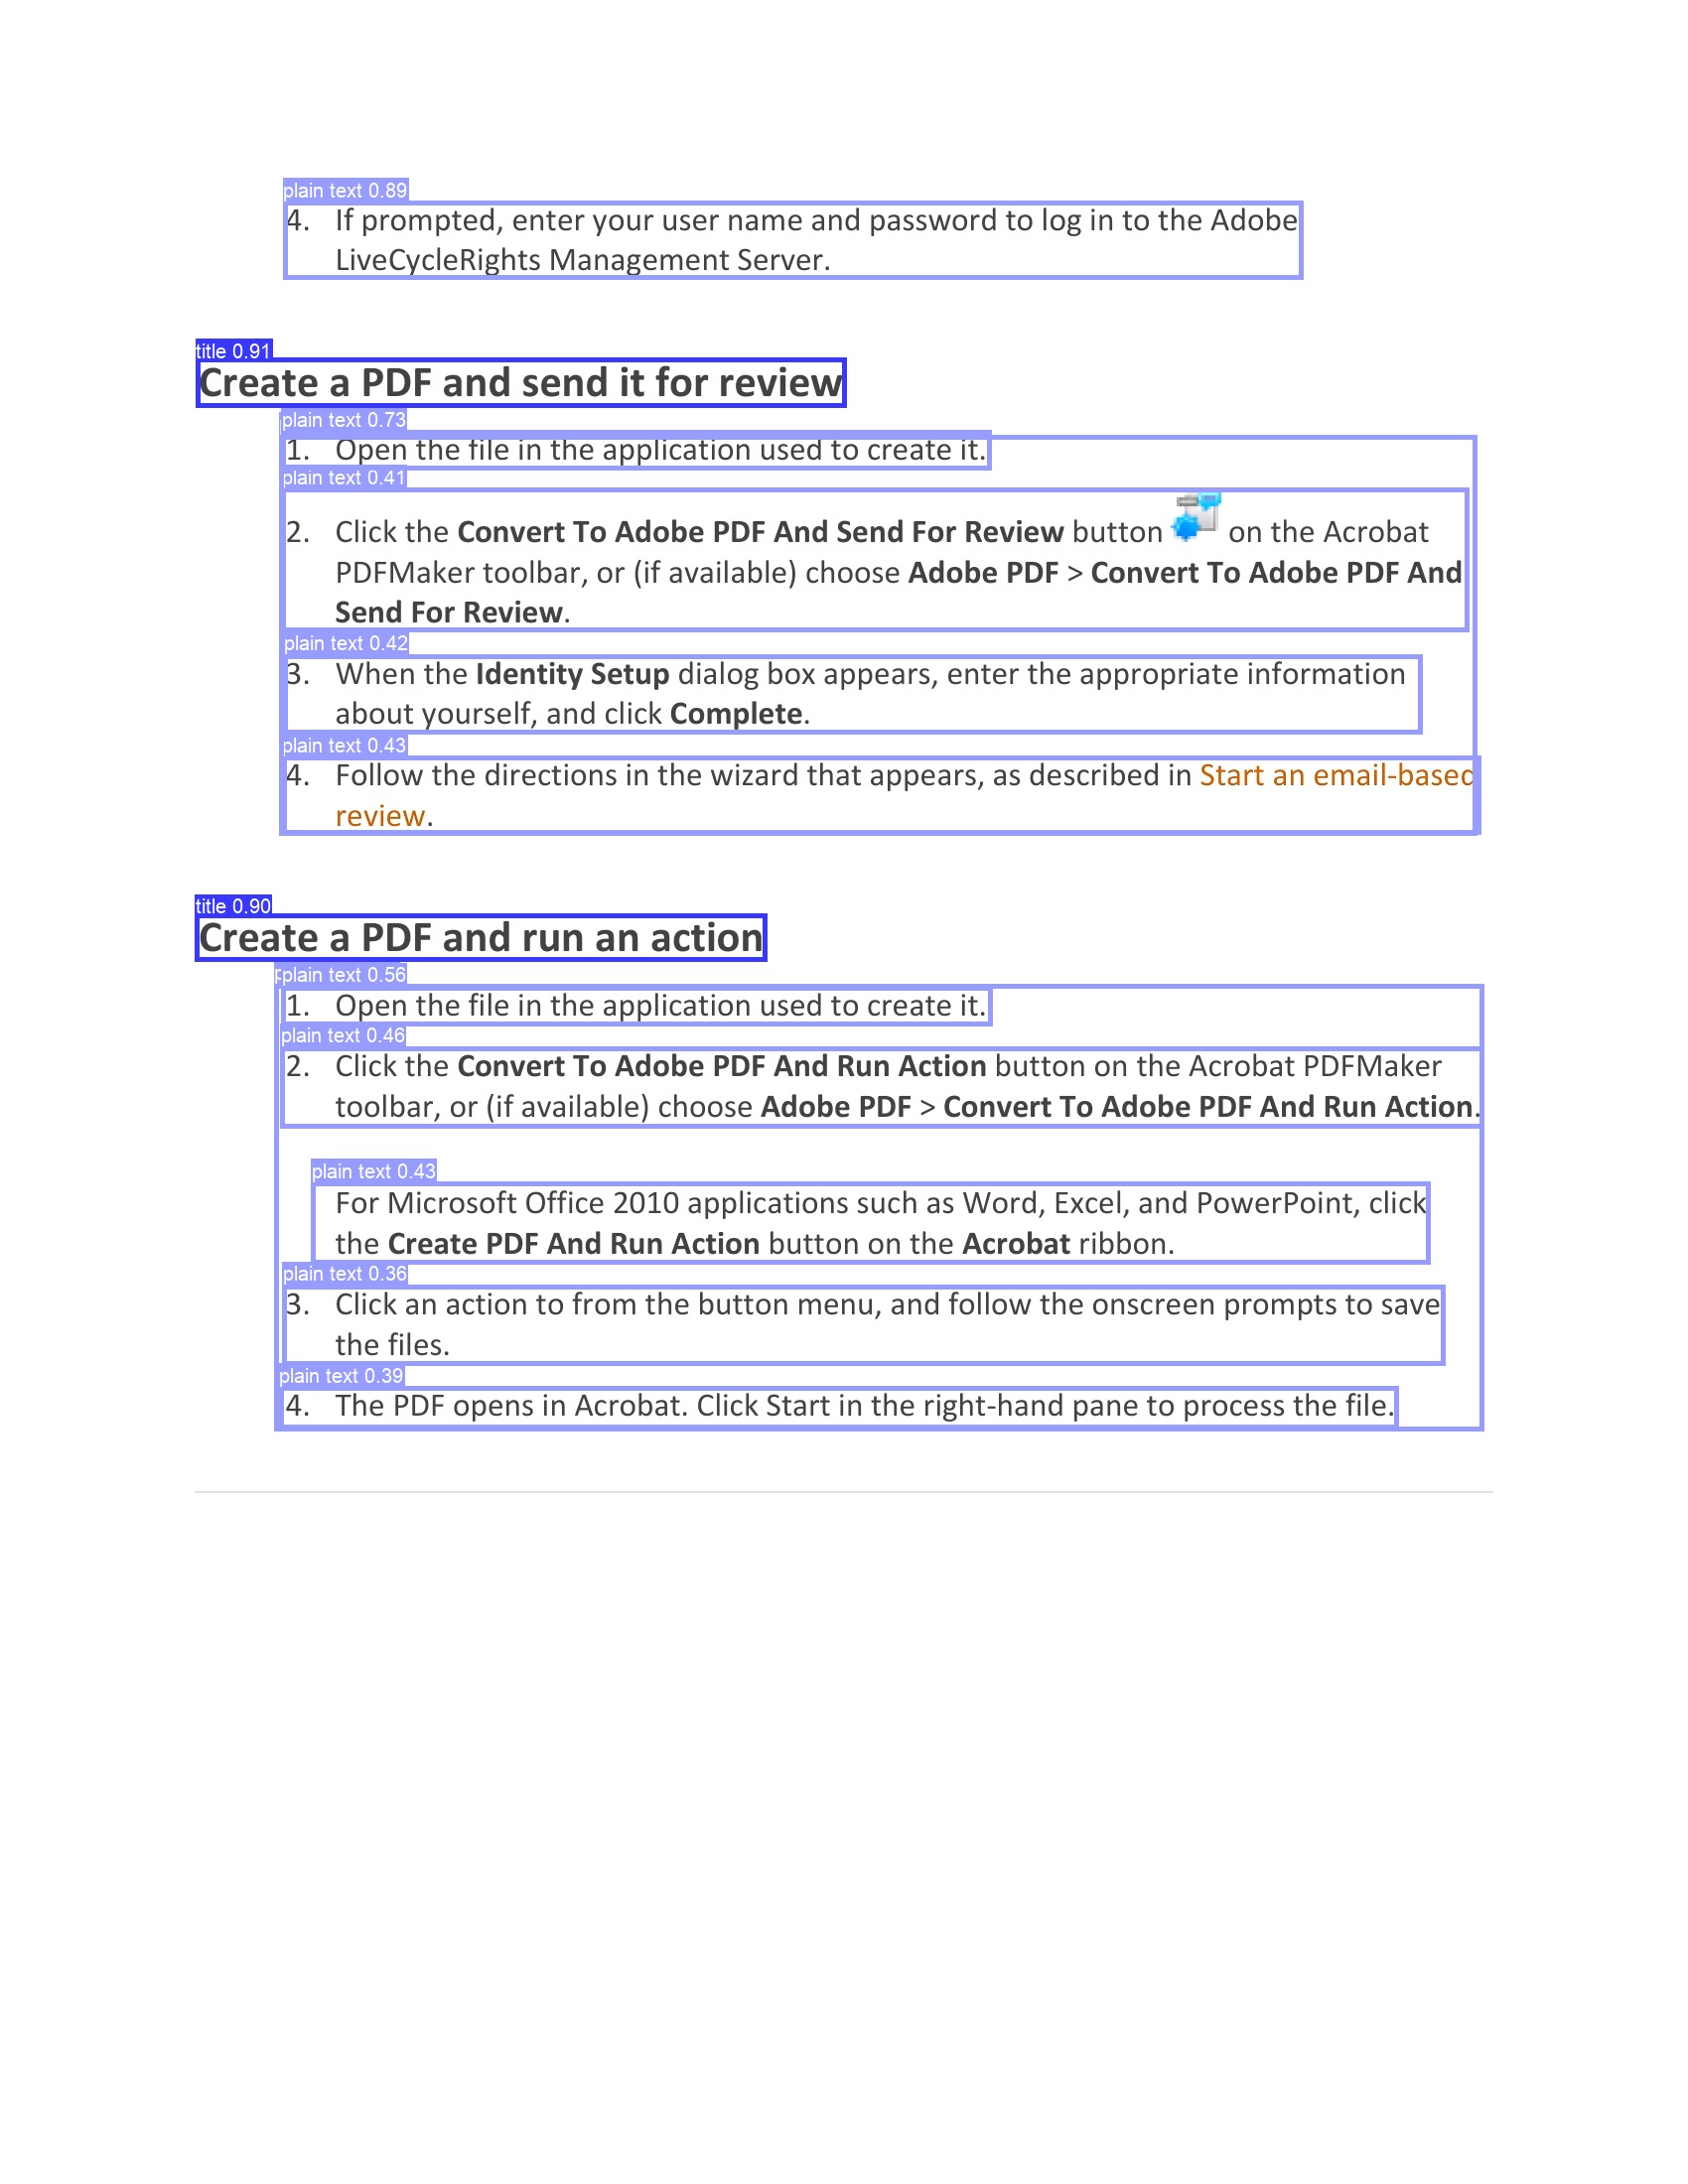 plain text 0.89
4. If prompted, enter your user name and password to log in to the Adobe
LiveCycleRights Management Server.
title 0.91
Create a PDF and send it for review
plain text 0.73
1. Open the file in the application used to create it.
plain text 0.41
2. Click the Convert To Adobe PDF And Send For Review button on the Acrobat
PDFMaker toolbar, or (if available) choose Adobe PDF > Convert To Adobe PDF And
Send For Review.
plain text 0.42
3. When the Identity Setup dialog box appears, enter the appropriate information
about yourself, and click Complete.
plain text 0.43
4. Follow the directions in the wizard that appears, as described in Start an email-based
review.
title 0.90
Create a PDF and run an action
plain text 0.56
1. Open the file in the application used to create it.
plain text 0.46
2. Click the Convert To Adobe PDF And Run Action button on the Acrobat PDFMaker
toolbar, or (if available) choose Adobe PDF > Convert To Adobe PDF And Run Action.
plain text 0.43
For Microsoft Office 2010 applications such as Word, Excel, and PowerPoint, click
the Create PDF And Run Action button on the Acrobat ribbon.
plain text 0.36
3. Click an action to from the button menu, and follow the onscreen prompts to save
the files.
plain text 0.39
4. The PDF opens in Acrobat. Click Start in the right-hand pane to process the file.